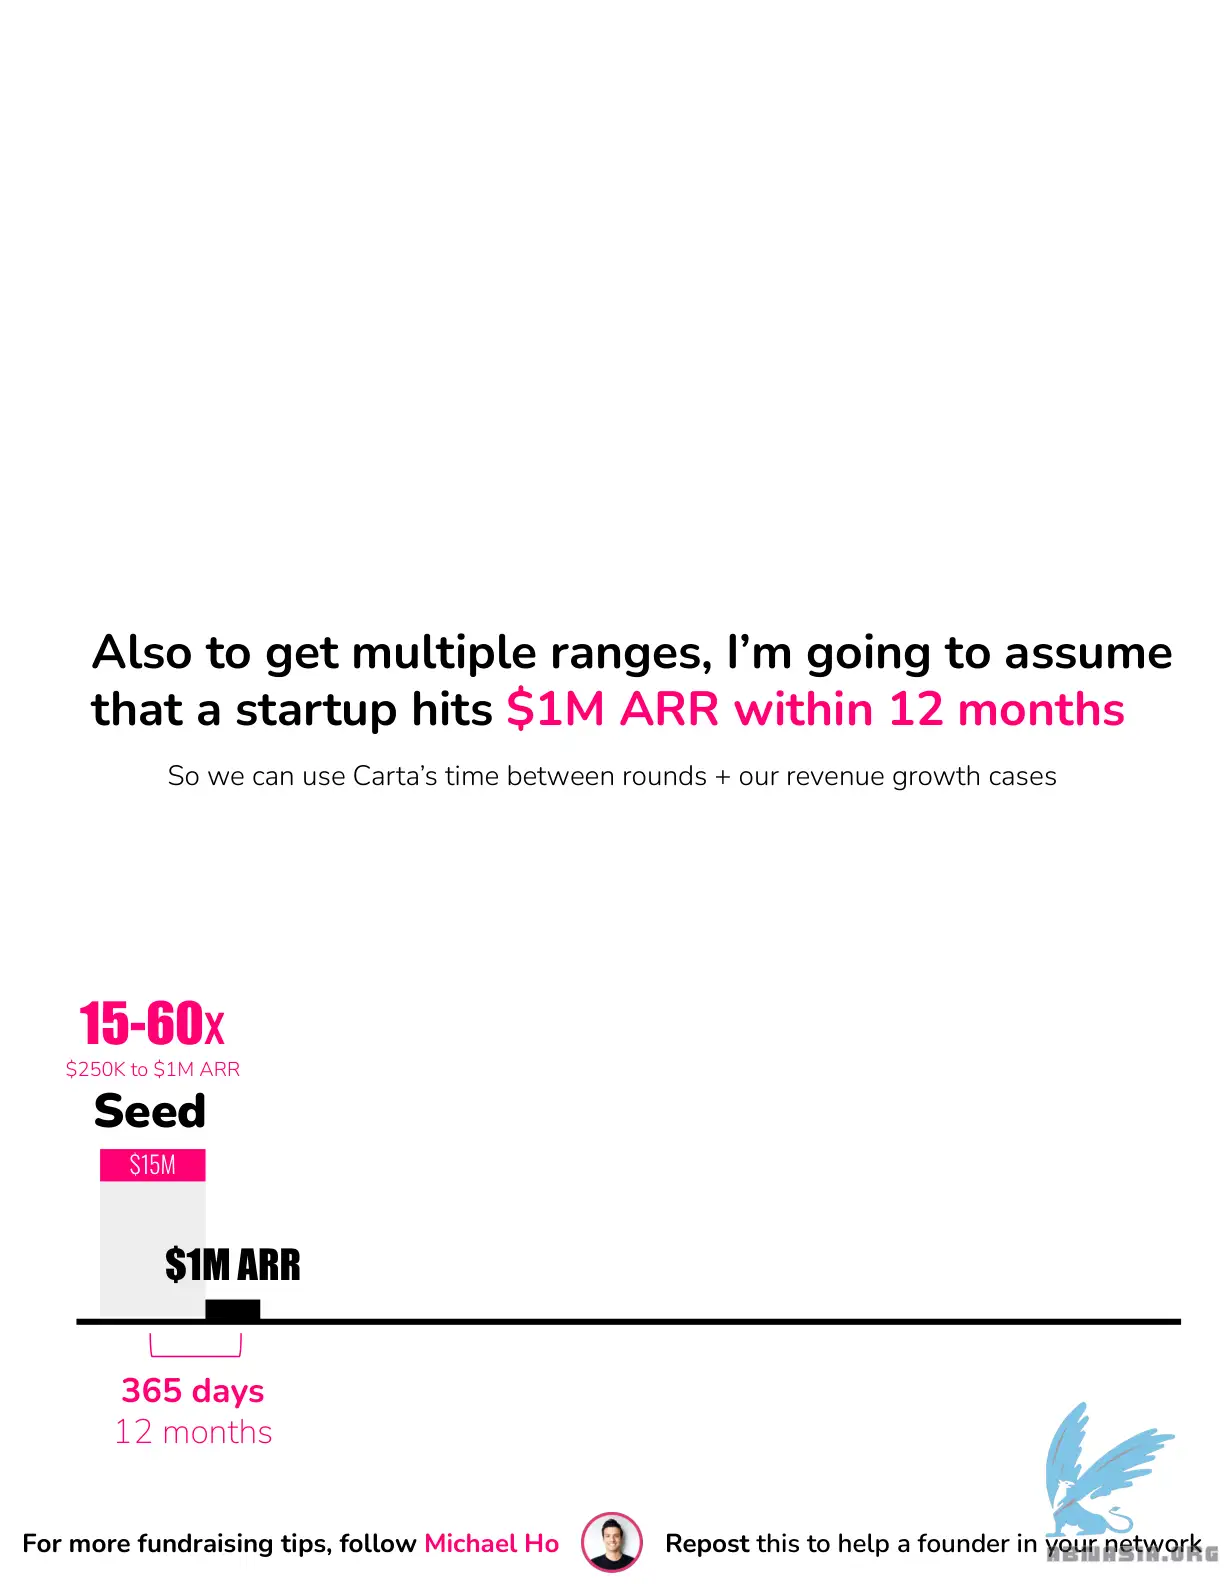 Also to get multiple ranges, I’m going to assume
that a startup hits $1M ARR within 12 months
So we can use Carta’s time between rounds + our revenue growth cases
15-60X
$250K to $1M ARR
Seed
$15M
$1M ARR
365 days
12 months
For more fundraising tips, follow Michael Ho
Repost this to help a founder in your network
ABMASIA.ORG